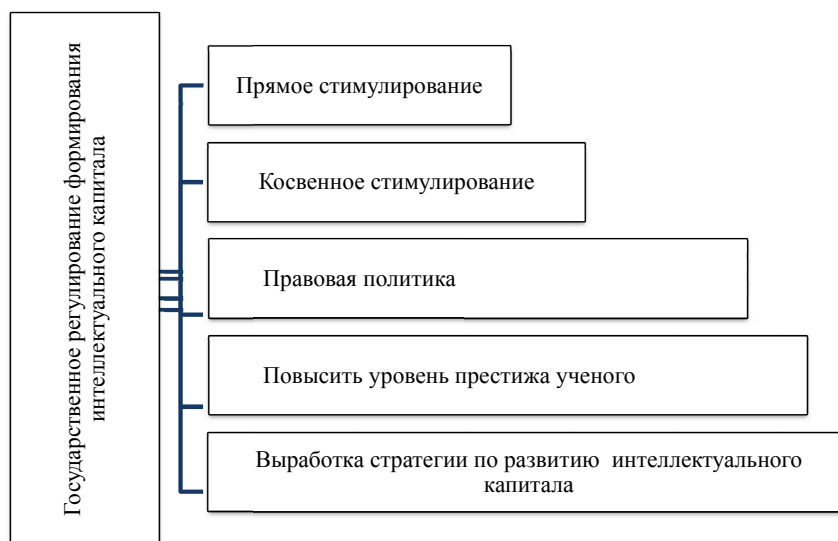 Государственное регулирование формирования
интеллектуального капитала
Прямое стимулирование
Косвенное стимулирование
Правовая политика
Повысить уровень престижа ученого
Выработка стратегии по развитию интеллектуального
капитала